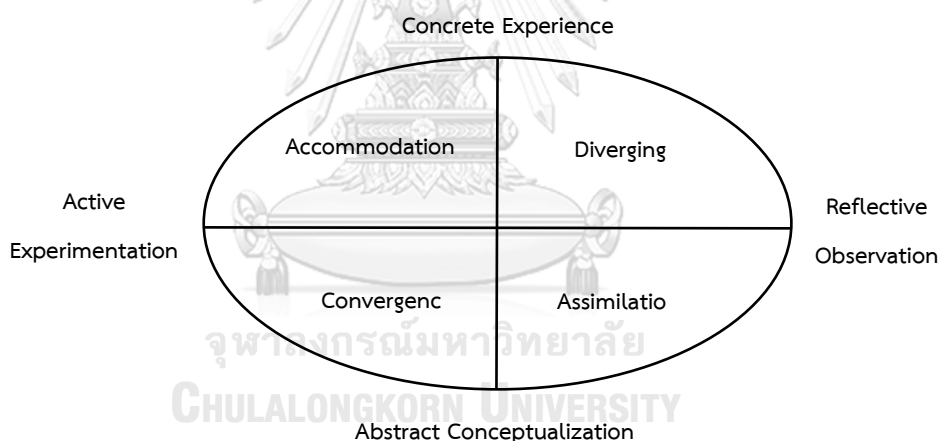 Concrete Experience
Accommodation
Diverging
Active
Experimentation
Reflective
Observation
Convergenc
Assimilatio
จุฬาลงกรณ์มหาวิทยาลัย
CHULALONGKORN UNIVERSITY
Abstract Conceptualization